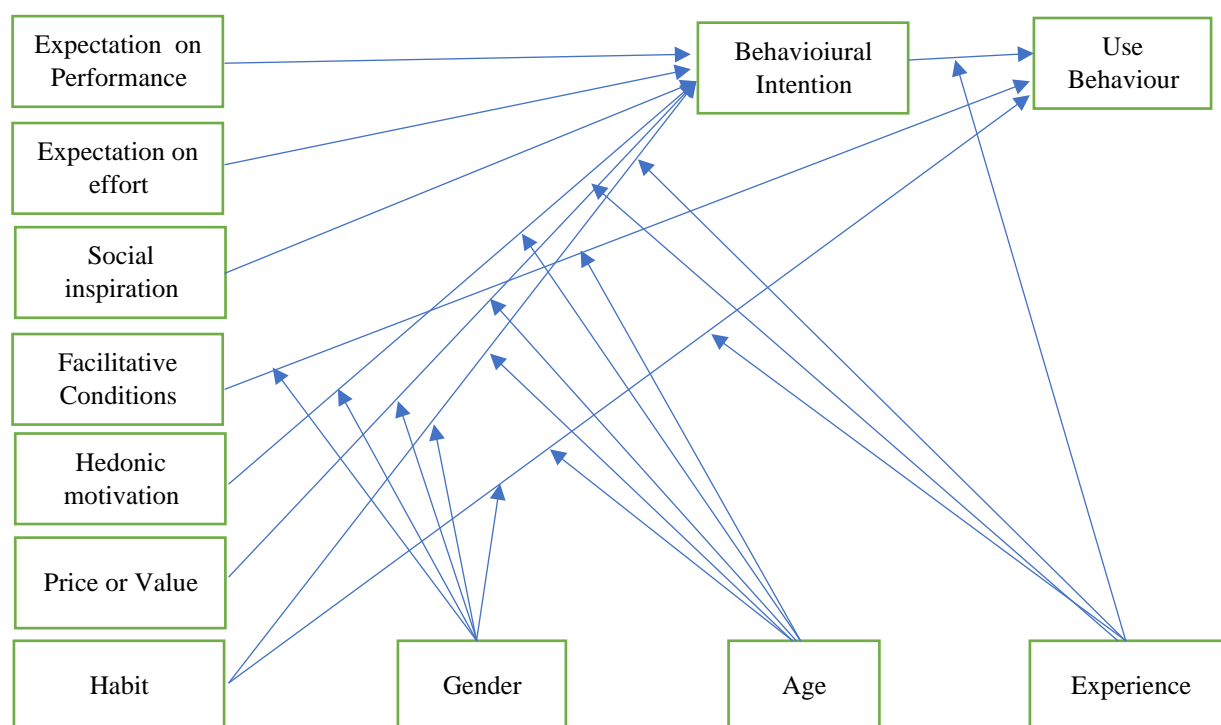 Expectation on
Performance
Behavioiural
Intention
Use
Behaviour
Expectation on
effort
Social
inspiration
Facilitative
Conditions
Hedonic
motivation
Price or Value
Habit
Gender
Age
Experience